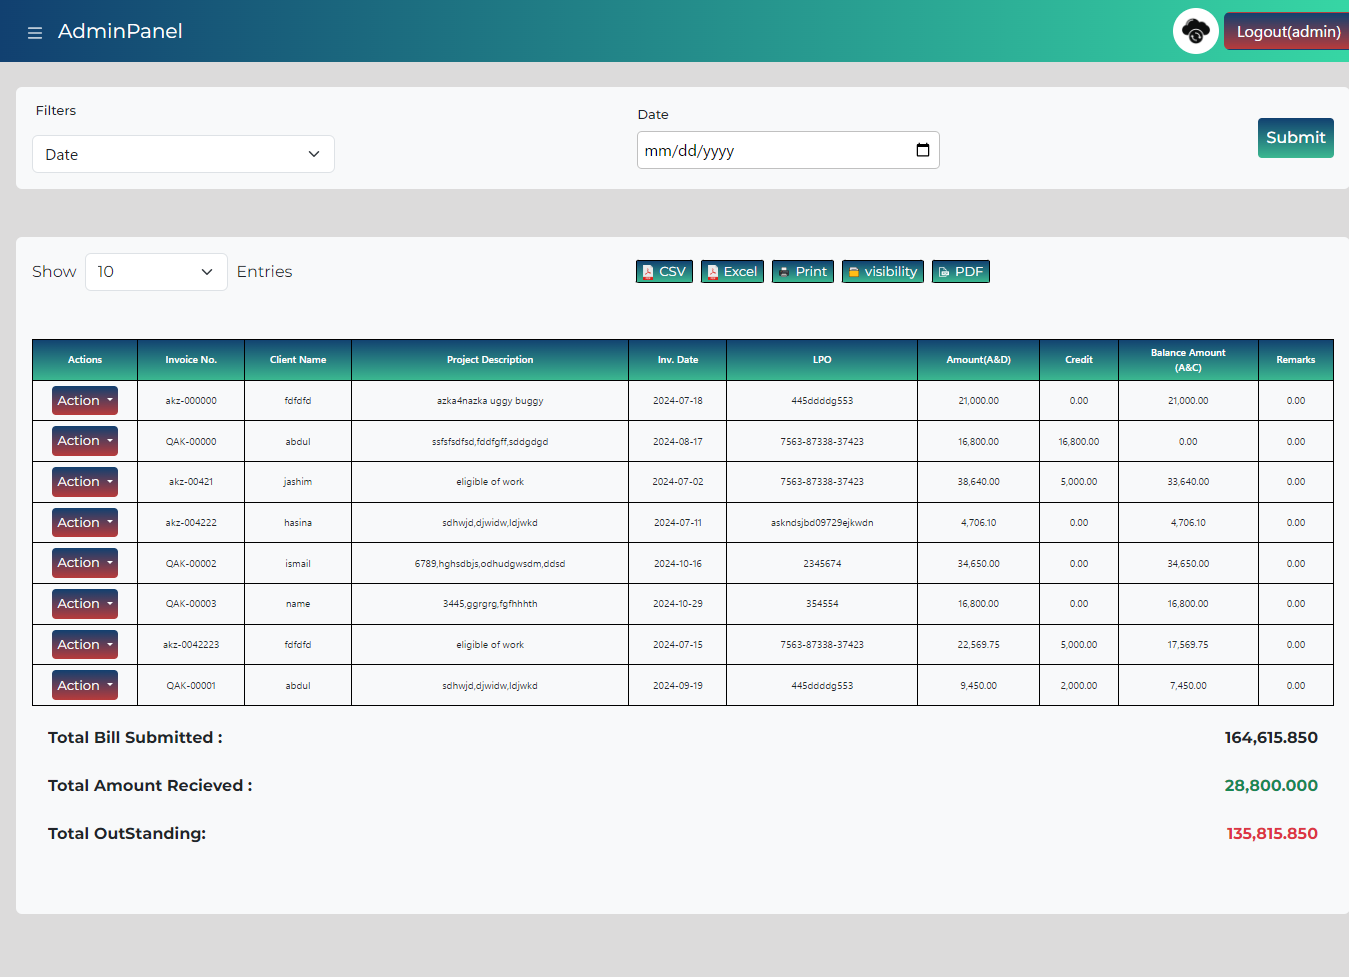 AdminPanel
Logout(admin)
Filters
Date
Date
mm/dd/yyyy
Submit
Show 10 Entries
CSV Excel Print visibility PDF
Actions Invoice No. Client Name Project Description Inv. Date LPO Amount(A&D) Credit Balance Amount (A&C) Remarks
Action akz-000000 fdfdfd azka4nazka uggy buggy 2024-07-18 445ddddg553 21,000.00 0.00 21,000.00 0.00
Action QAK-00000 abdul ssfsfsdfsd,fddfgff,sddgdgd 2024-08-17 7563-87338-37423 16,800.00 16,800.00 0.00 0.00
Action akz-00421 jashim eligible of work 2024-07-02 7563-87338-37423 38,640.00 5,000.00 33,640.00 0.00
Action akz-004222 hasina sdhwjd,djwidw,ldjwkd 2024-07-11 askndsjbd09729ejkwdn 4,706.10 0.00 4,706.10 0.00
Action QAK-00002 ismail 6789,hghsdbjs,odhudgwsdm,ddsd 2024-10-16 2345674 34,650.00 0.00 34,650.00 0.00
Action QAK-00003 name 3445,ggrgrg,fgfhhhth 2024-10-29 354554 16,800.00 0.00 16,800.00 0.00
Action akz-0042223 fdfdfd eligible of work 2024-07-15 7563-87338-37423 22,569.75 5,000.00 17,569.75 0.00
Action QAK-00001 abdul sdhwjd,djwidw,ldjwkd 2024-09-19 445ddddg553 9,450.00 2,000.00 7,450.00 0.00
Total Bill Submitted : 164,615.850
Total Amount Recieved : 28,800.000
Total OutStanding: 135,815.850